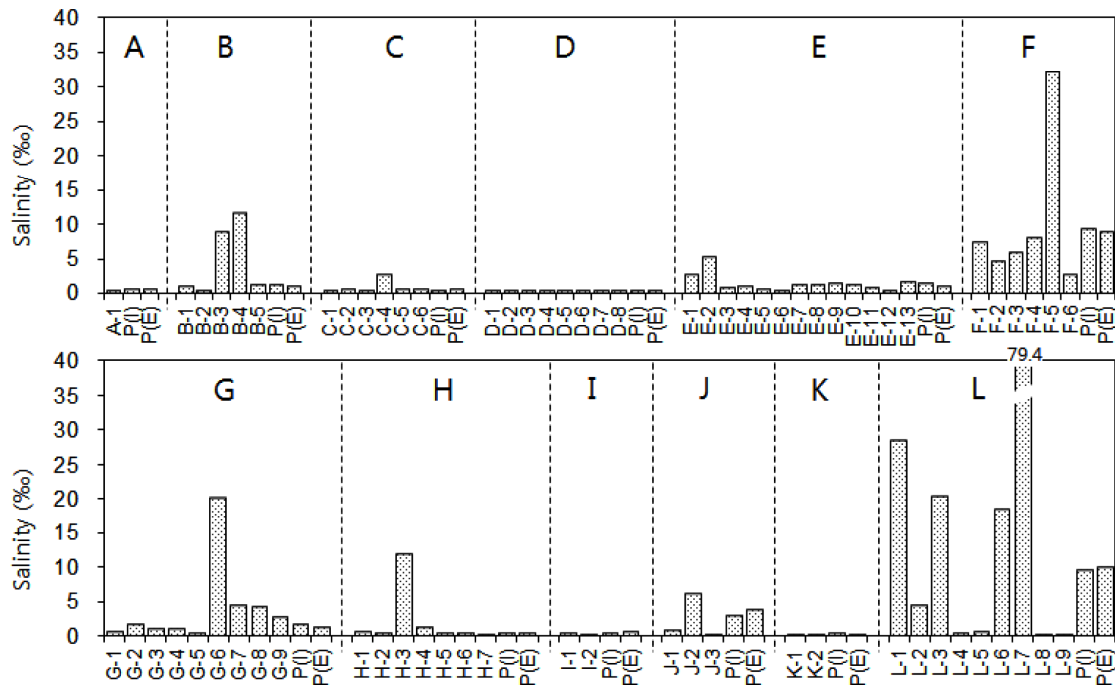 40
35
30
25
20
15
10
5
0
Salinity (‰)
A
B
C
D
E
F
A-1
P(I)
P(E)
B-1
B-2
B-3
B-4
B-5
P(I)
P(E)
C-1
C-2
C-3
C-4
C-5
C-6
P(I)
P(E)
D-1
D-2
D-3
D-4
D-5
D-6
D-7
D-8
P(I)
P(E)
E-1
E-2
E-3
E-4
E-5
E-6
E-7
E-8
E-9
E-10
E-11
E-12
E-13
P(I)
P(E)
F-1
F-2
F-3
F-4
F-5
F-6
P(I)
P(E)
40
35
30
25
20
15
10
5
0
Salinity (‰)
G
H
I
J
K
L
79.4
G-1
G-2
G-3
G-4
G-5
G-6
G-7
G-8
G-9
P(I)
P(E)
H-1
H-2
H-3
H-4
H-5
H-6
H-7
P(I)
P(E)
I-1
I-2
P(I)
P(E)
J-1
J-2
J-3
P(I)
P(E)
K-1
K-2
P(I)
P(E)
L-1
L-2
L-3
L-4
L-5
L-6
L-7
L-8
L-9
P(I)
P(E)